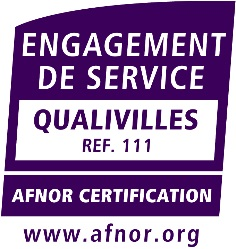 ENGAGEMENT
DE SERVICE
QUALIVILLES
REF. 111
AFNOR CERTIFICATION
www.afnor.org